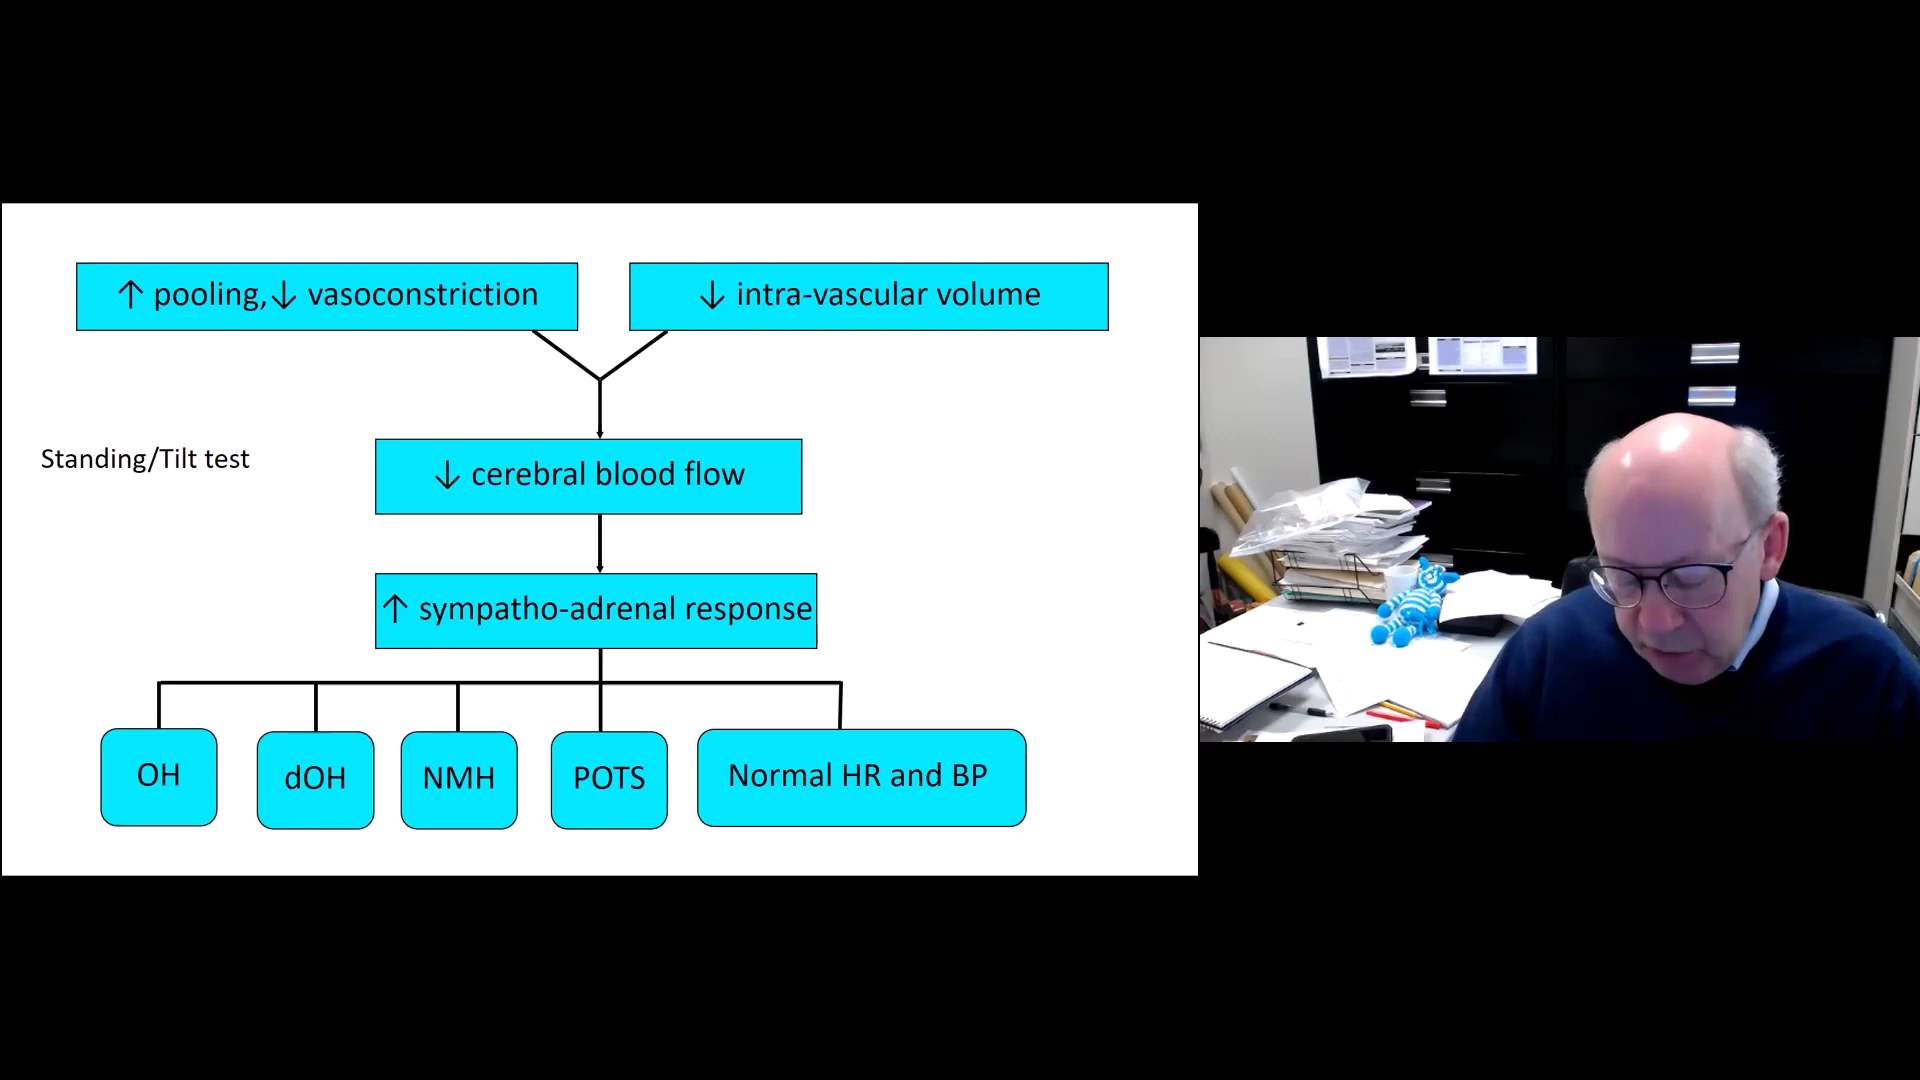 ↑ pooling,↓ vasoconstriction
↓ intra-vascular volume
Standing/Tilt test
↓ cerebral blood flow
↑ sympatho-adrenal response
OH
dOH
NMH
POTS
Normal HR and BP